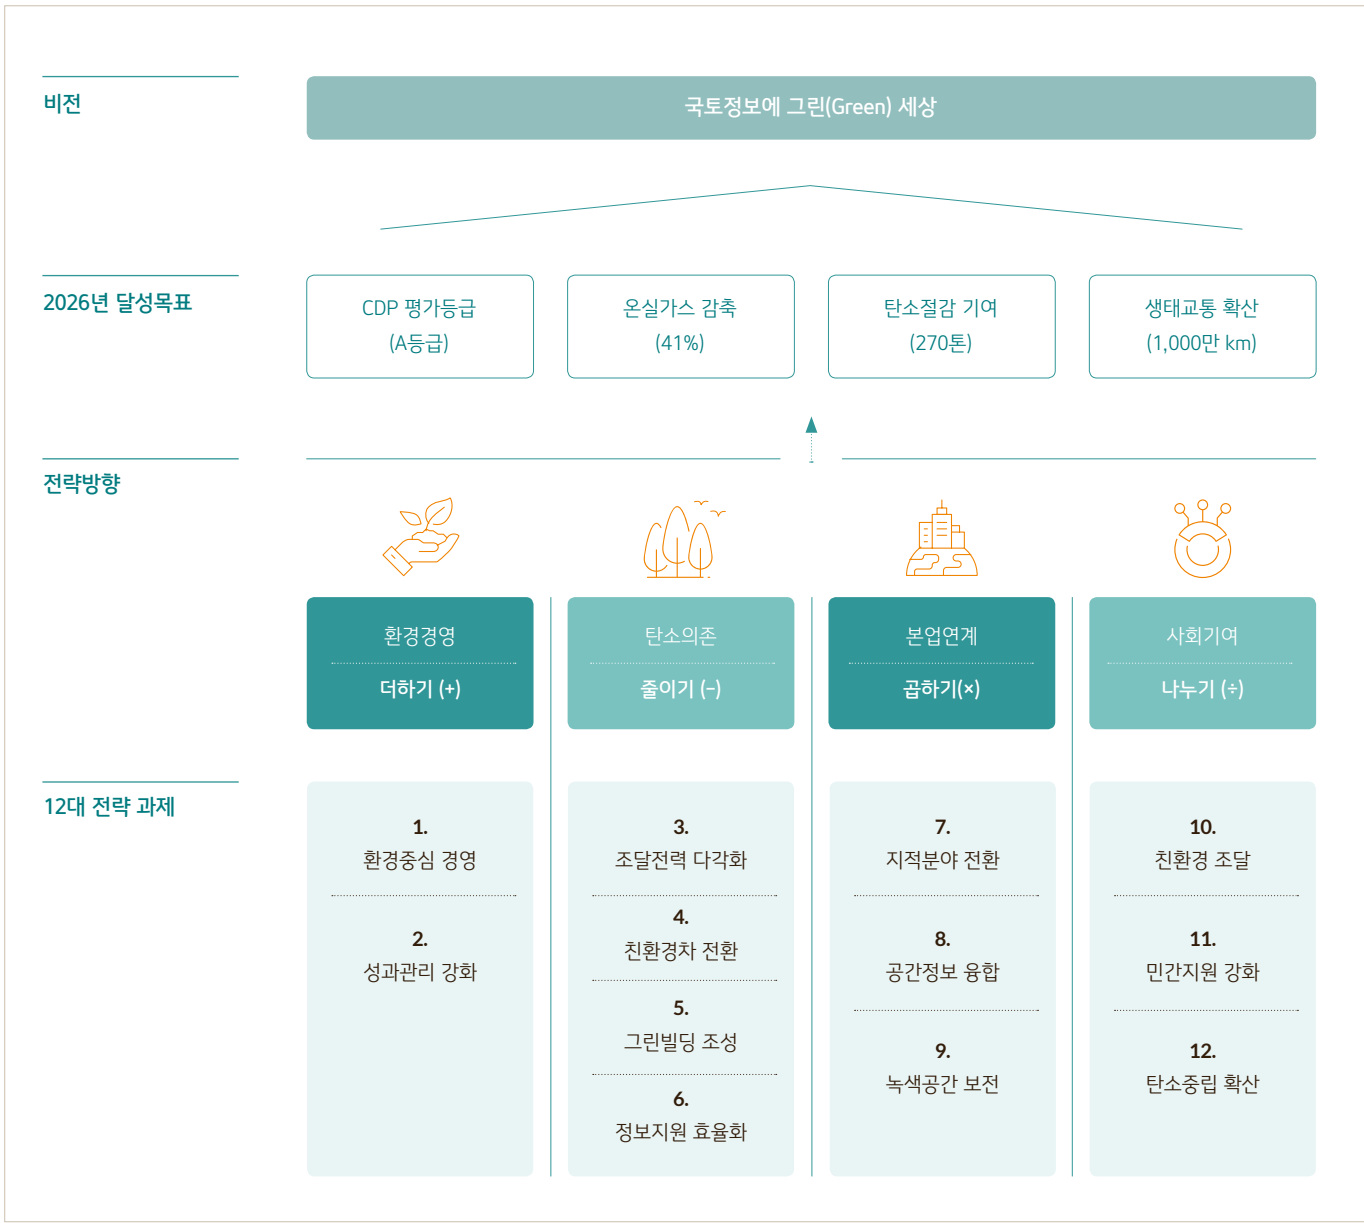 비전
국토정보에 그린(Green) 세상
2026년 달성목표
CDP 평가등급
(A등급)
온실가스 감축
(41%)
탄소절감 기여
(270톤)
생태교통 확산
(1,000만 km)
전략방향
환경경영
더하기 (+)
탄소의존
줄이기 (-)
본업연계
곱하기(×)
사회기여
나누기 (÷)
12대 전략 과제
1.
환경중심 경영
2.
성과관리 강화
3.
조달전력 다각화
4.
친환경차 전환
5.
그린빌딩 조성
6.
정보지원 효율화
7.
지적분야 전환
8.
공간정보 융합
9.
녹색공간 보전
10.
친환경 조달
11.
민간지원 강화
12.
탄소중립 확산